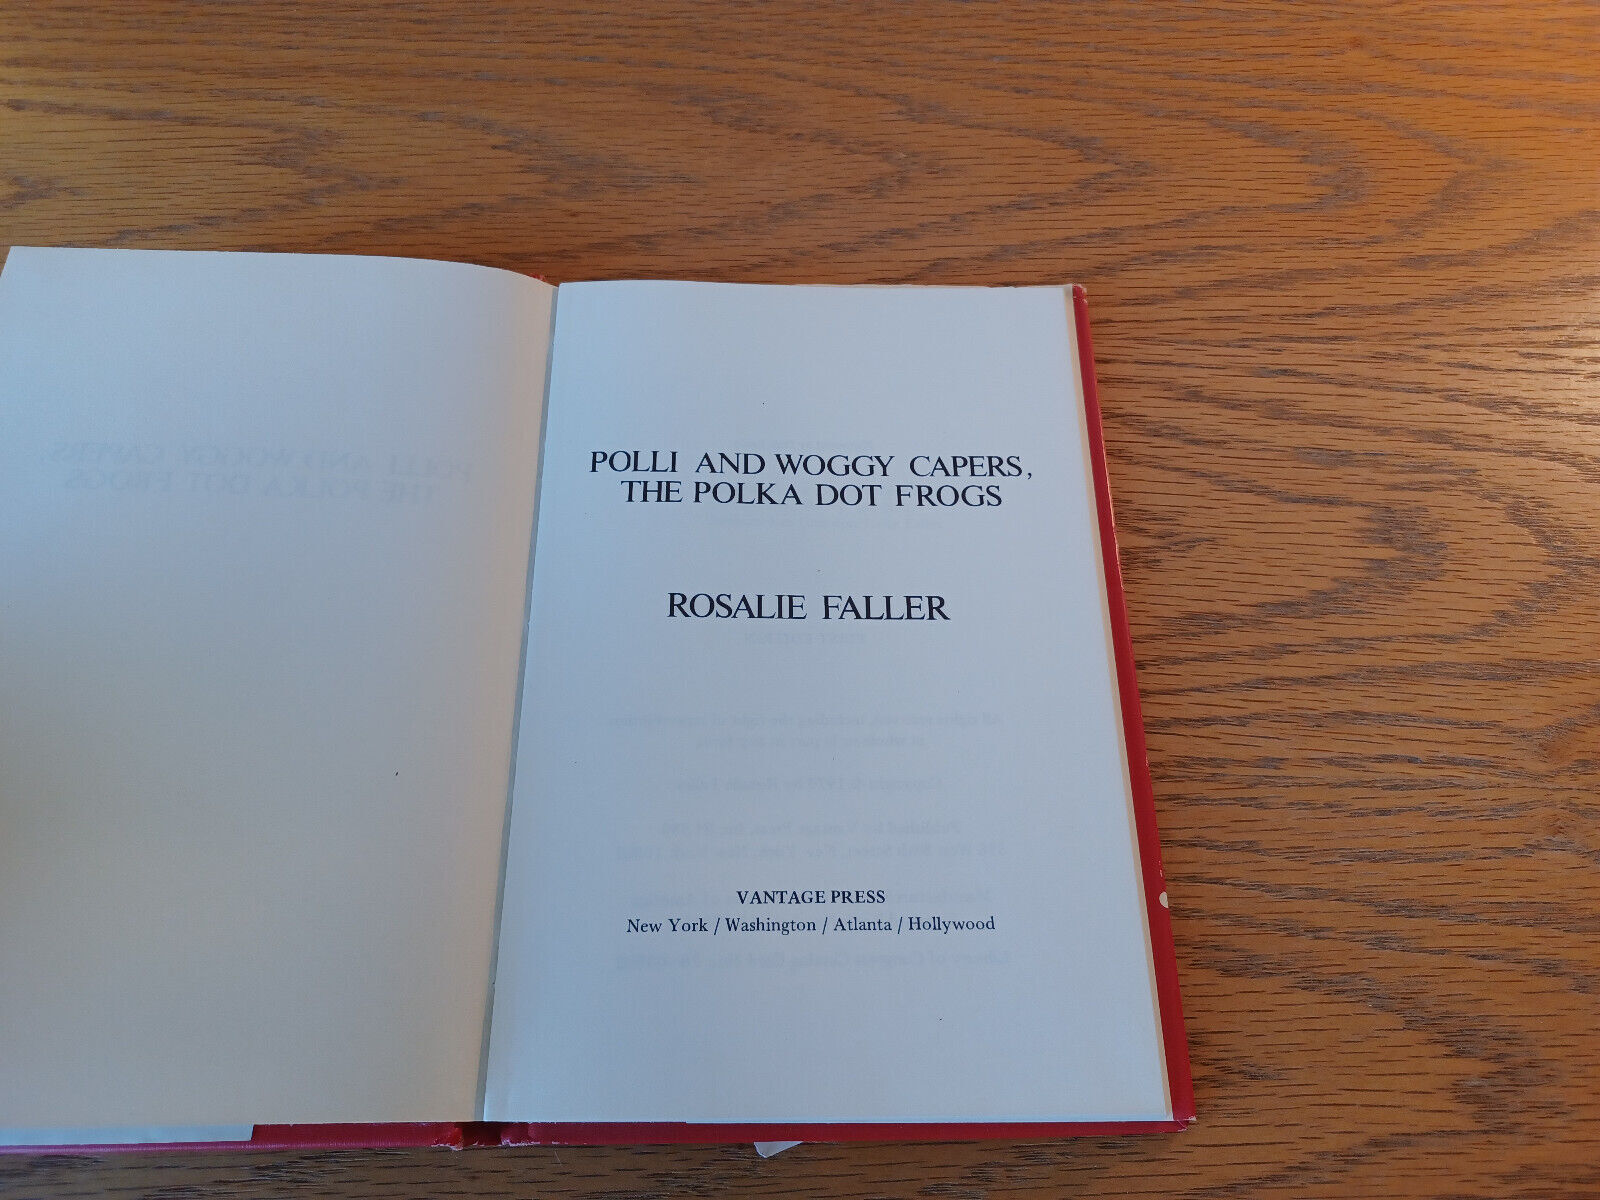 POLLI AND WOGGY CAPERS,
THE POLKA DOT FROGS
ROSALIE FALLER
VANTAGE PRESS
New York / Washington / Atlanta / Hollywood